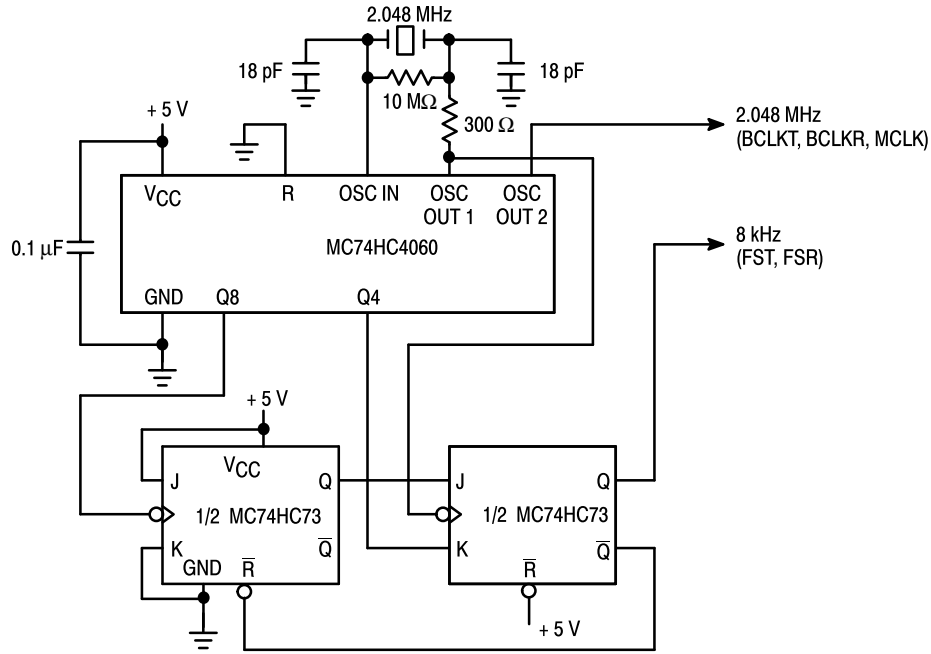 2.048 MHz
18 pF
18 pF
10 MΩ
300 Ω
+ 5 V
2.048 MHz
(BCLKT, BCLKR, MCLK)
VCC
R
OSC IN
OSC
OUT 1
OSC
OUT 2
0.1 μF
MC74HC4060
8 kHz
(FST, FSR)
GND
Q8
Q4
+ 5 V
VCC
J
Q
1/2 MC74HC73
K
Q̅
GND
R̅
J
Q
1/2 MC74HC73
K
Q̅
R̅
+ 5 V